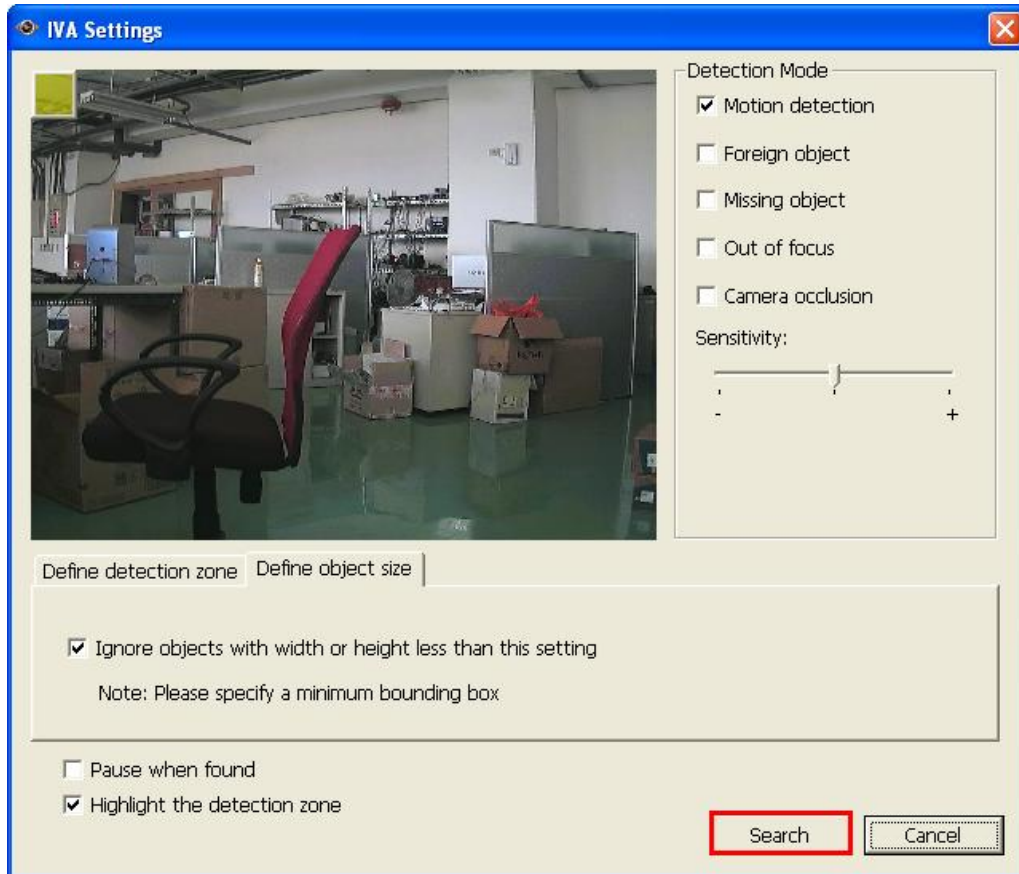 IVA Settings
Detection Mode
Motion detection
Foreign object
Missing object
Out of focus
Camera occlusion
Sensitivity:
- +
Define detection zone
Define object size
Ignore objects with width or height less than this setting
Note: Please specify a minimum bounding box
Pause when found
Highlight the detection zone
Search
Cancel